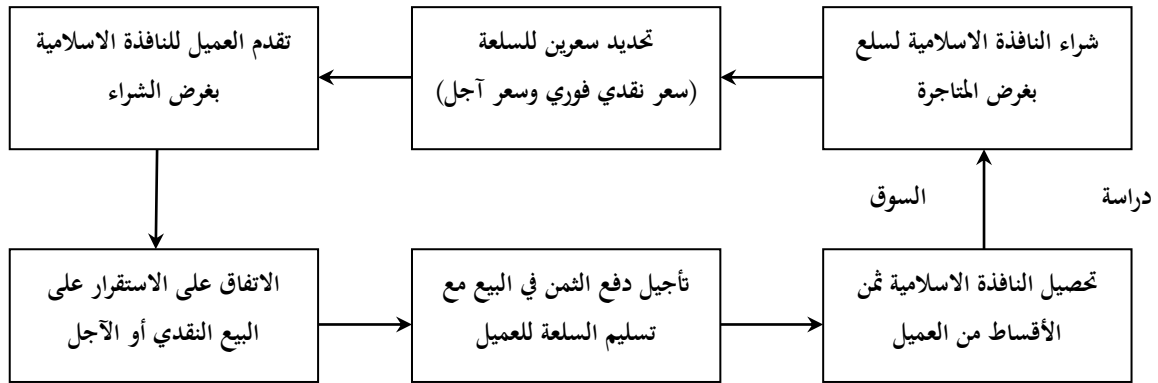 شراء النافذة الاسلامية لسلع
بغرض المتاجرة
تحديد سعرين للسلعة
(سعر نقدي فوري وسعر آجل)
تقدم العميل للنافذة الاسلامية
بغرض الشراء
دراسة السوق
الاتفاق على الاستقرار على
البيع النقدي أو الآجل
تأجيل دفع الثمن في البيع مع
تسليم السلعة للعميل
تحصيل النافذة الاسلامية ثمن
الأقساط من العميل